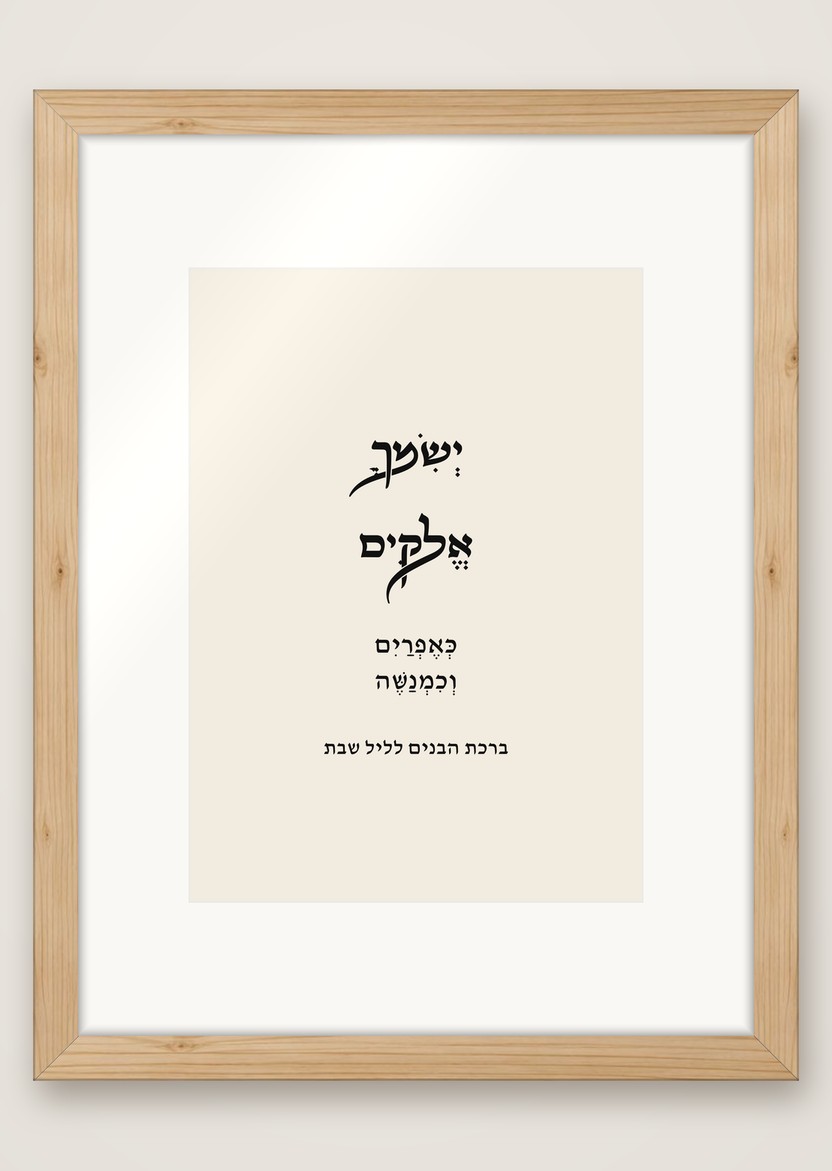 יְשִׂמְךָ
אֱלֹקִים
כְּאֶפְרַיִם
וְכִמְנַשֶּׁה
ברכת הבנים לליל שבת